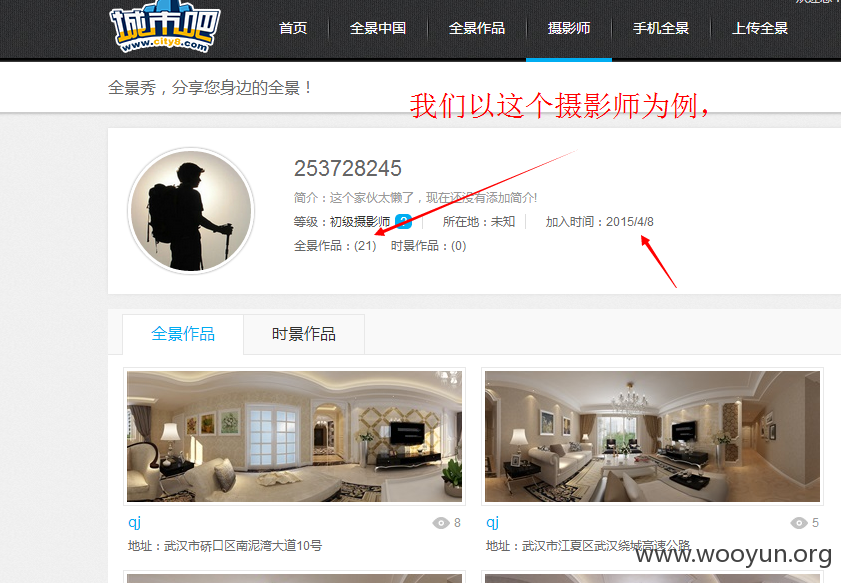 城市吧
www.city8.com
首页
全景中国
全景作品
摄影师
手机全景
上传全景
全景秀，分享您身边的全景！
我们以这个摄影师为例，
253728245
简介：这个家伙太懒了，现在还没有添加简介!
等级：初级摄影师 所在地：未知 加入时间：2015/4/8
全景作品：(21) 时景作品：(0)
全景作品
时景作品
qj 8
地址：武汉市硚口区南泥湾大道10号
qj 5
地址：武汉市江夏区武汉绕城高速公路
www.wooyun.org